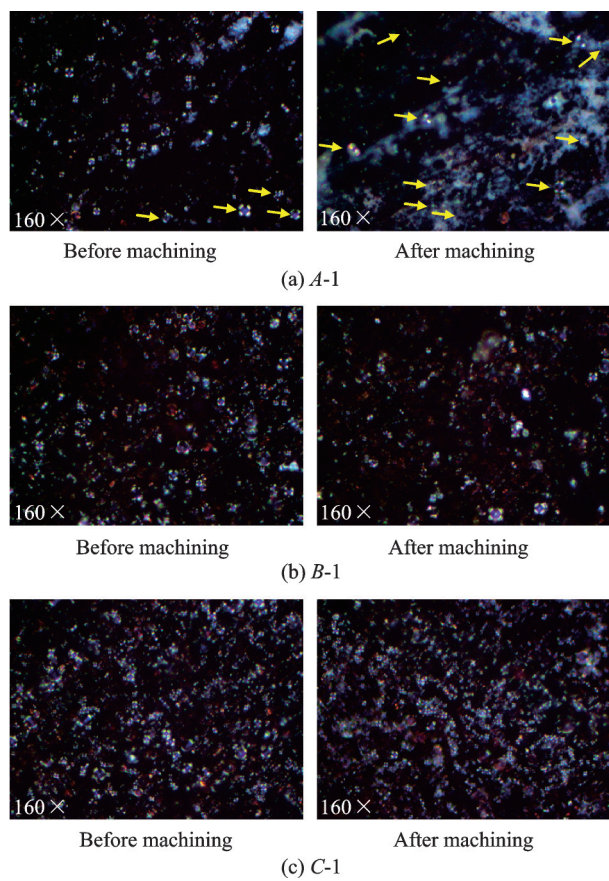 160×
160×
Before machining
After machining
(a) A-1
160×
160×
Before machining
After machining
(b) B-1
160×
160×
Before machining
After machining
(c) C-1